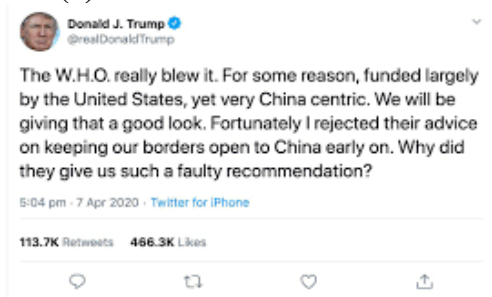 Donald J. Trump
@realDonaldTrump
The W.H.O. really blew it. For some reason, funded largely
by the United States, yet very China centric. We will be
giving that a good look. Fortunately I rejected their advice
on keeping our borders open to China early on. Why did
they give us such a faulty recommendation?
5:04 pm · 7 Apr 2020 · Twitter for iPhone
113.7K Retweets 466.3K Likes